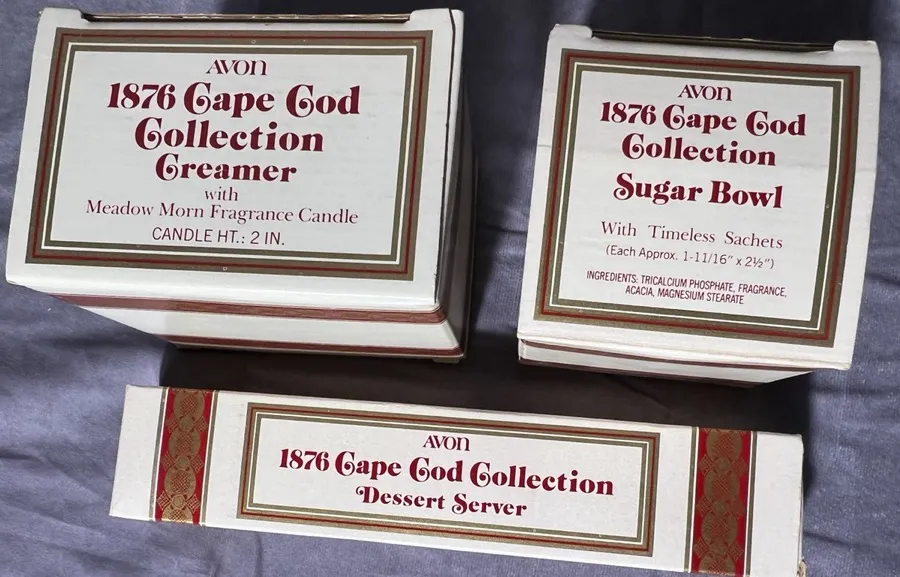 AVON
1876 Cape Cod
Collection
Creamer
with
Meadow Morn Fragrance Candle
CANDLE HT.: 2 IN.
AVON
1876 Cape Cod
Collection
Sugar Bowl
With Timeless Sachets
(Each Approx. 1-11/16" x 2½")
INGREDIENTS: TRICALCIUM PHOSPHATE, FRAGRANCE,
ACACIA, MAGNESIUM STEARATE
AVON
1876 Cape Cod Collection
Dessert Server